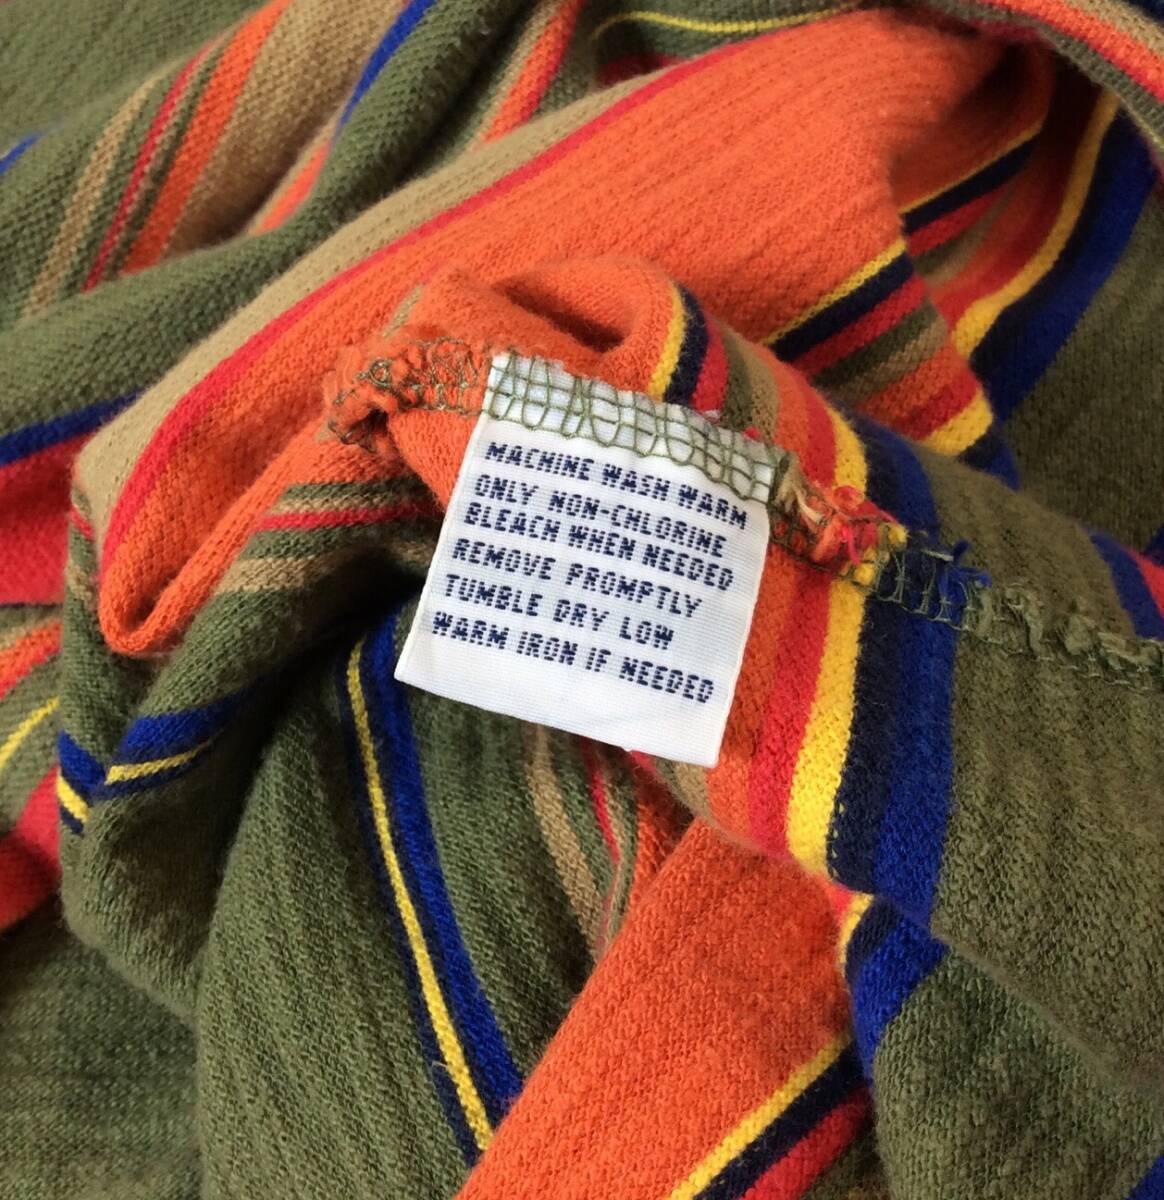 MACHINE WASH WARM
ONLY NON-CHLORINE
BLEACH WHEN NEEDED
REMOVE PROMPTLY
TUMBLE DRY LOW
WARM IRON IF NEEDED